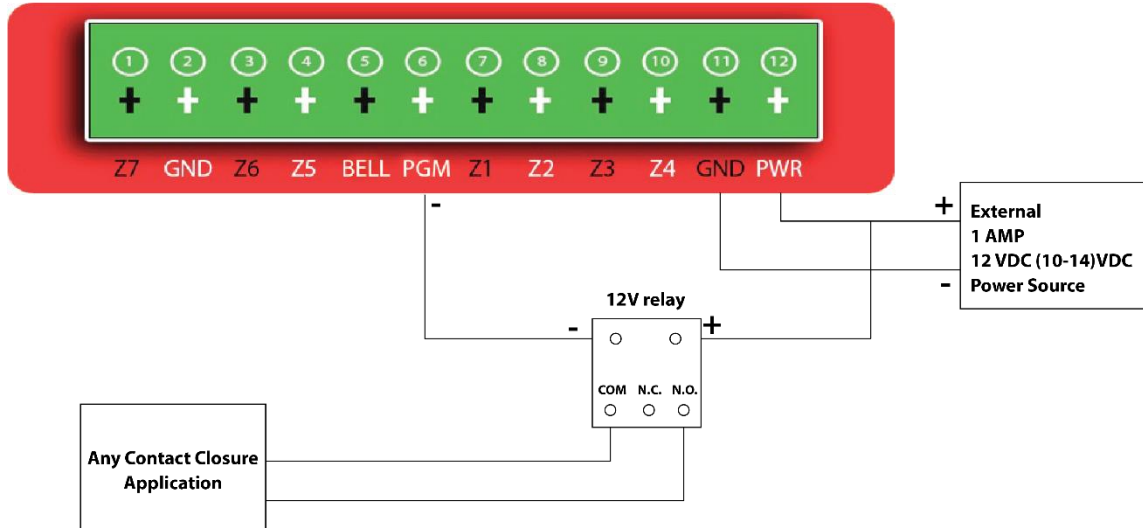 1 2 3 4 5 6 7 8 9 10 11 12
+ + + + + + + + + + + +
Z7 GND Z6 Z5 BELL PGM Z1 Z2 Z3 Z4 GND PWR
-
+
External
1 AMP
12 VDC (10-14)VDC
- Power Source
12V relay
- +
COM N.C. N.O.
Any Contact Closure
Application